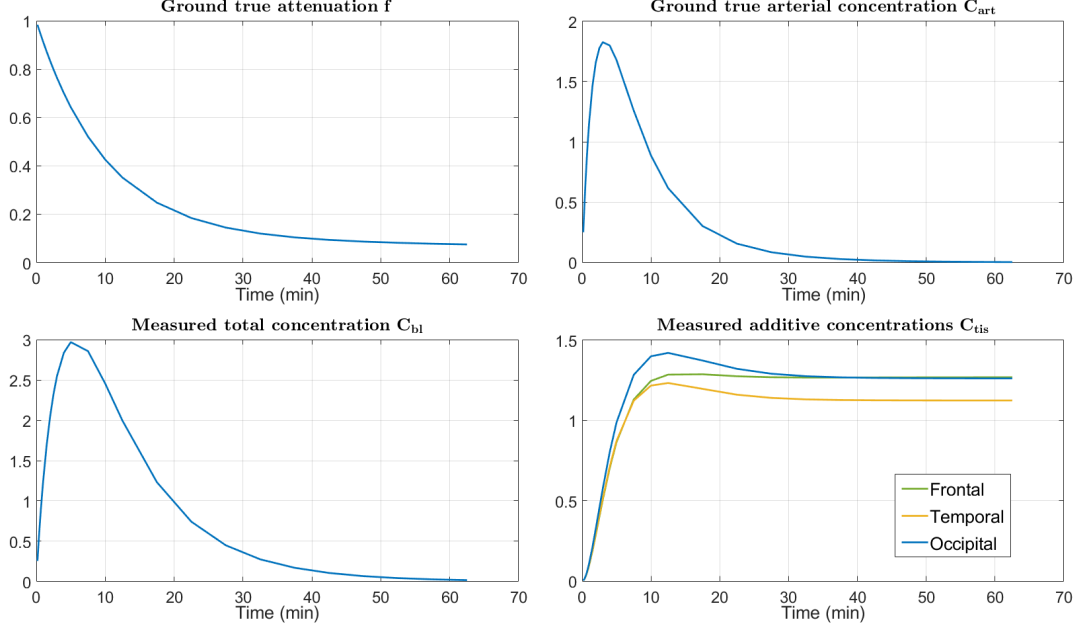 Ground true attenuation f
1
0.8
0.6
0.4
0.2
0
0 10 20 30 40 50 60 70
Time (min)
Ground true arterial concentration C_art
2
1.5
1
0.5
0
0 10 20 30 40 50 60 70
Time (min)
Measured total concentration C_bl
3
2.5
2
1.5
1
0.5
0
0 10 20 30 40 50 60 70
Time (min)
Measured additive concentrations C_tis
1.5
1
0.5
0
0 10 20 30 40 50 60 70
Time (min)
Frontal
Temporal
Occipital